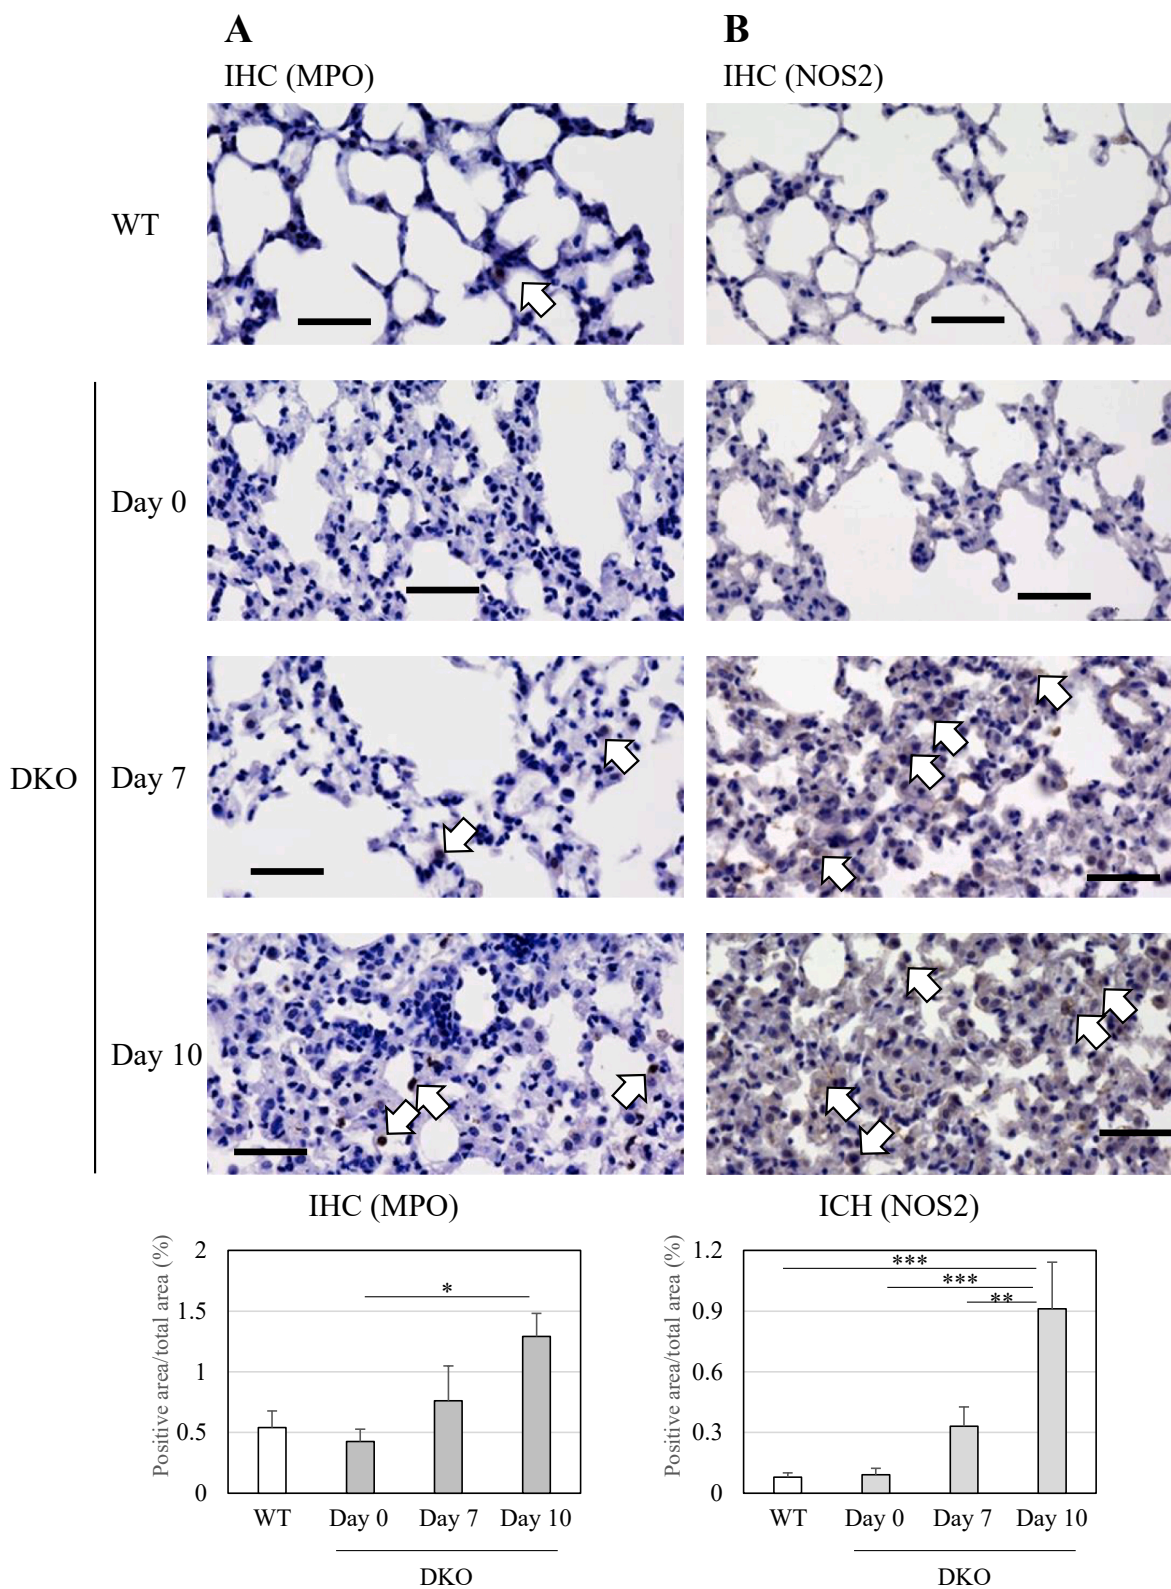 A
B
IHC (MPO)
IHC (NOS2)
WT
Day 0
DKO
Day 7
Day 10
IHC (MPO)
ICH (NOS2)
Positive area/total area (%)
2
1.5
1
0.5
0
*
WT
Day 0
Day 7
Day 10
DKO
Positive area/total area (%)
1.2
0.9
0.6
0.3
0
***
***
**
WT
Day 0
Day 7
Day 10
DKO